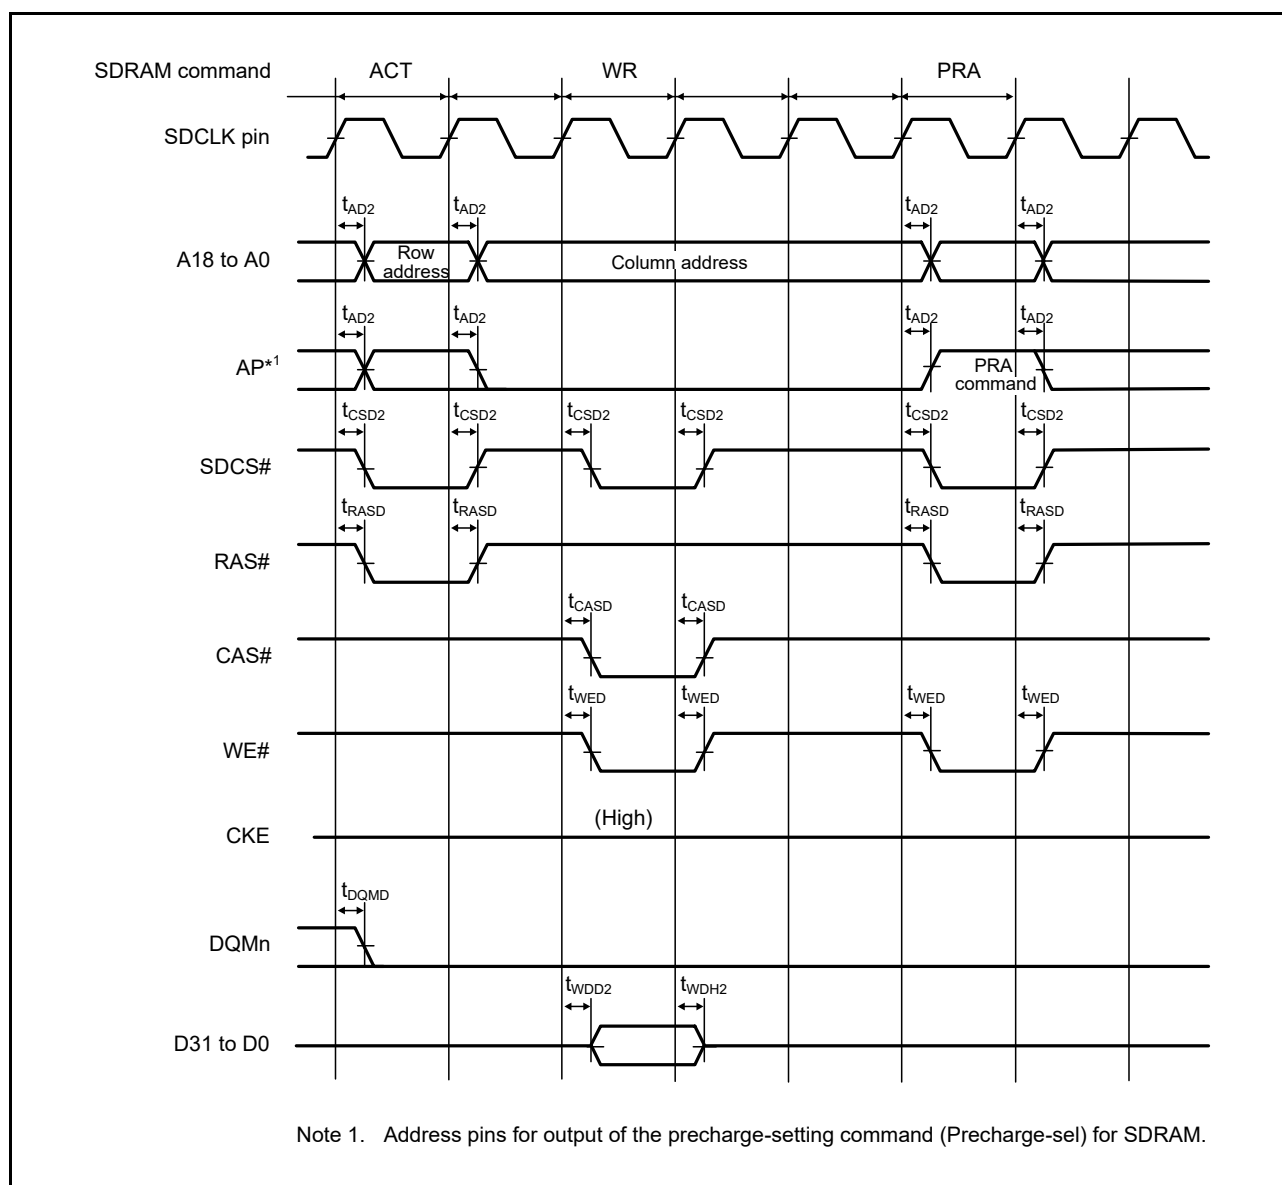 SDRAM command ACT WR PRA
SDCLK pin
tAD2 tAD2 tAD2 tAD2
A18 to A0 Row address Column address
tAD2 tAD2 tAD2 tAD2
AP*1 PRA command
tCSD2 tCSD2 tCSD2 tCSD2 tCSD2 tCSD2
SDCS#
tRASD tRASD tRASD tRASD
RAS#
tCASD tCASD
CAS#
tWED tWED tWED tWED
WE#
(High)
CKE
tDQMD
DQMn
tWDD2 tWDH2
D31 to D0
Note 1. Address pins for output of the precharge-setting command (Precharge-sel) for SDRAM.